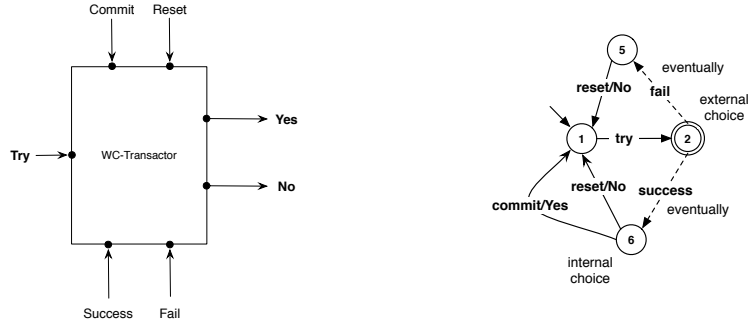 Commit Reset
Yes
Try
WC-Transactor
No
Success Fail
5
eventually
reset/No
fail
external
choice
1
try
2
reset/No
success
commit/Yes
eventually
6
internal
choice